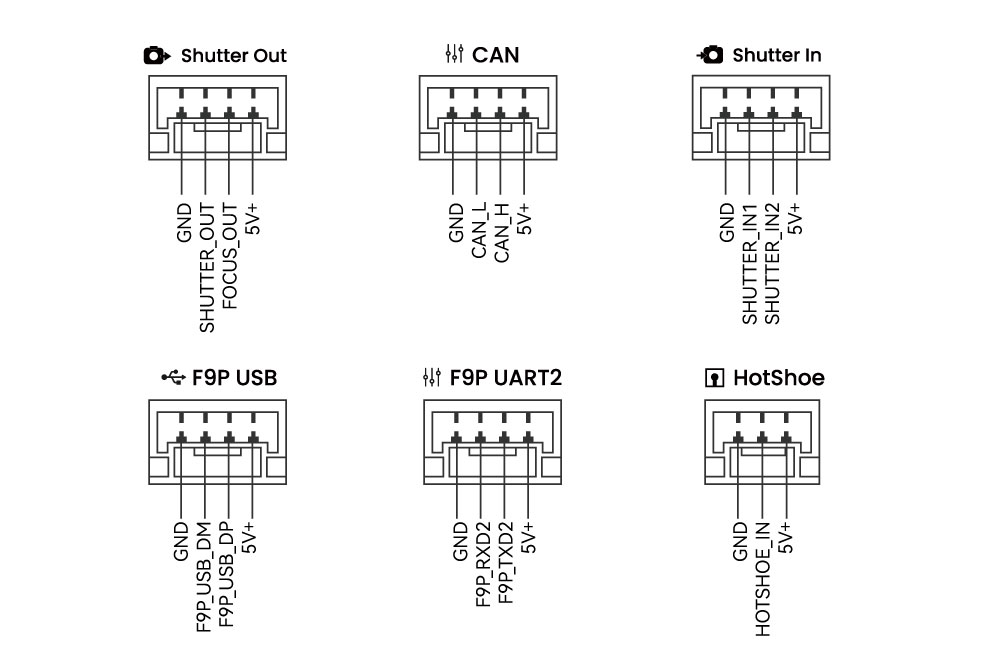 Shutter Out
GND
SHUTTER_OUT
FOCUS_OUT
5V+
CAN
GND
CAN_L
CAN_H
5V+
Shutter In
GND
SHUTTER_IN1
SHUTTER_IN2
5V+
F9P USB
GND
F9P_USB_DM
F9P_USB_DP
5V+
F9P UART2
GND
F9P_RXD2
F9P_TXD2
5V+
HotShoe
GND
HOTSHOE_IN
5V+